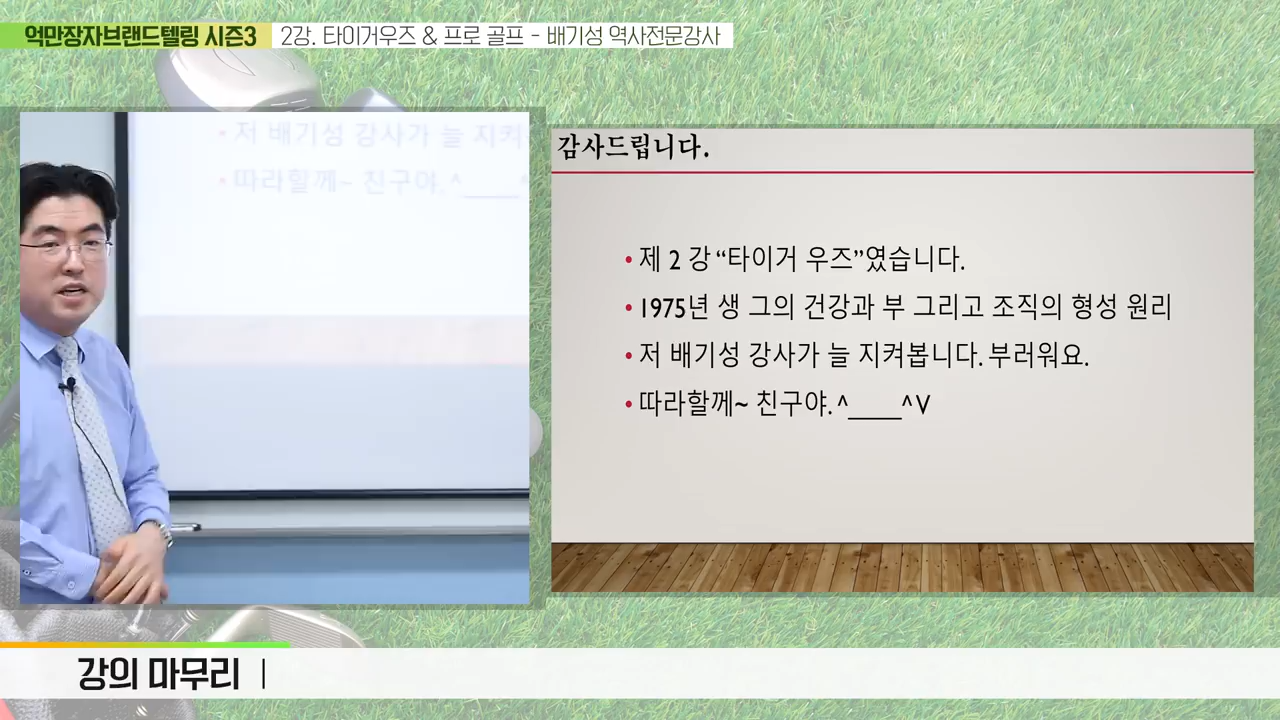 억만장자브랜드텔링 시즌3 2강. 타이거우즈 & 프로 골프 - 배기성 역사전문강사
• 저 배기성 강사가 늘 지켜
• 따라할께~ 친구야. ^____^
감사드립니다.
• 제 2 강 “타이거 우즈”였습니다.
• 1975년 생 그의 건강과 부 그리고 조직의 형성 원리
• 저 배기성 강사가 늘 지켜봅니다. 부러워요.
• 따라할께~ 친구야. ^____^V
강의 마무리 |